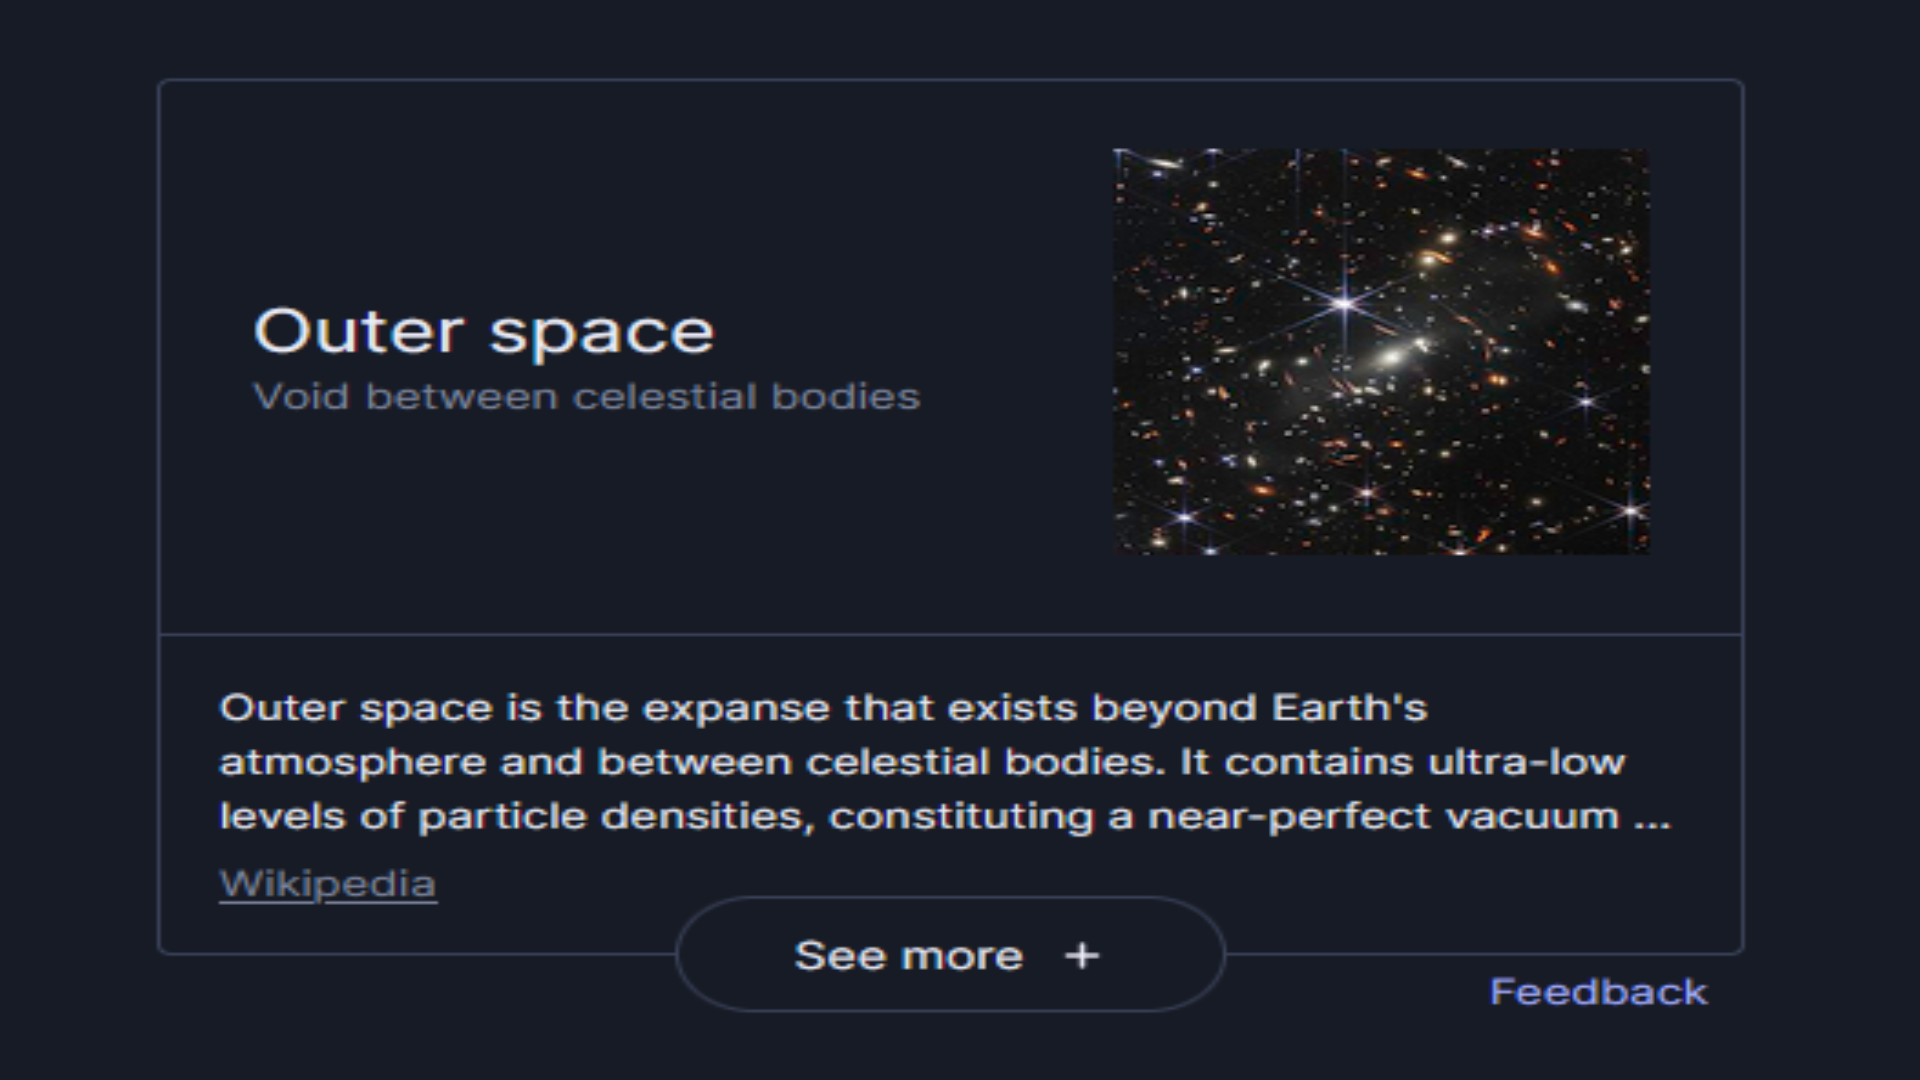 Outer space
Void between celestial bodies
Outer space is the expanse that exists beyond Earth's
atmosphere and between celestial bodies. It contains ultra-low
levels of particle densities, constituting a near-perfect vacuum ...
Wikipedia
See more +
Feedback